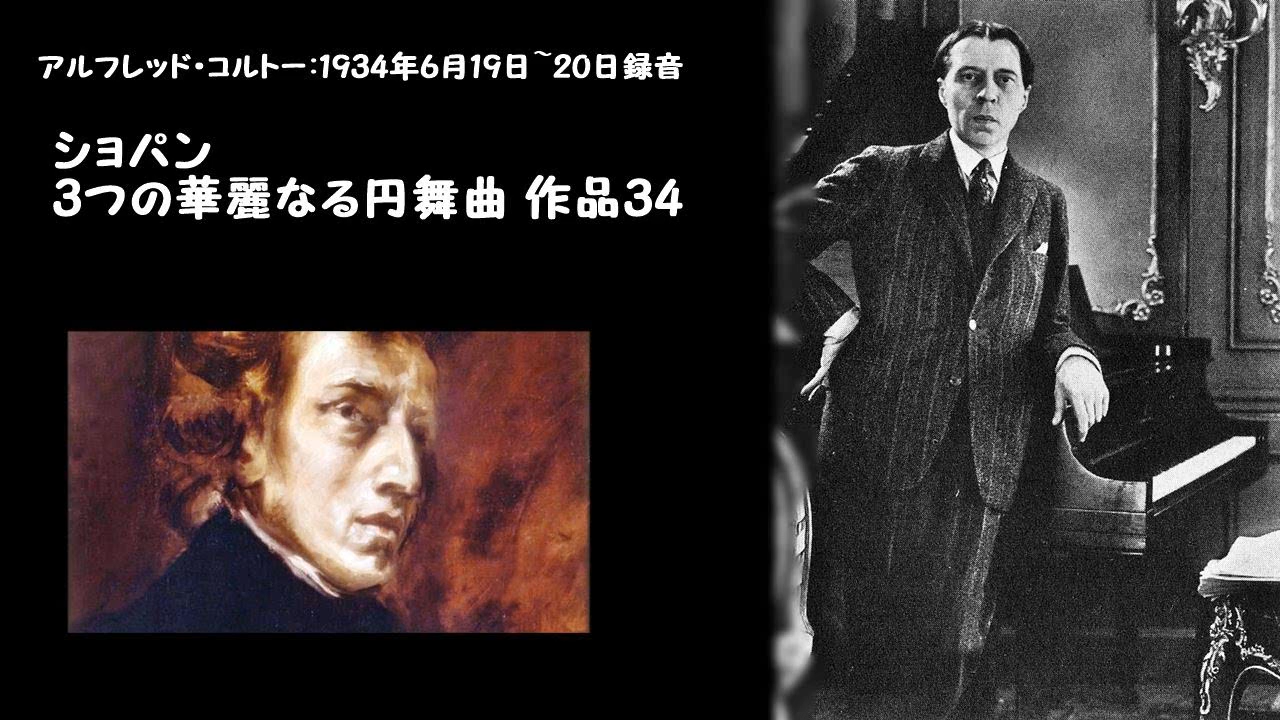 アルフレッド・コルトー:1934年6月19日~20日録音
ショパン
3つの華麗なる円舞曲 作品34